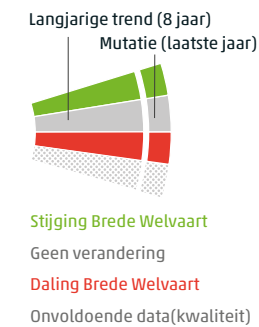 Langjarige trend (8 jaar)
Mutatie (laatste jaar)
Stijging Brede Welvaart
Geen verandering
Daling Brede Welvaart
Onvoldoende data(kwaliteit)